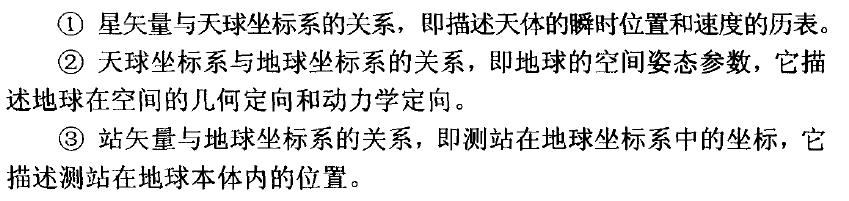 ① 星矢量与天球坐标系的关系，即描述天体的瞬时位置和速度的历表。
② 天球坐标系与地球坐标系的关系，即地球的空间姿态参数，它描
述地球在空间的几何定向和动力学定向。
③ 站矢量与地球坐标系的关系，即测站在地球坐标系中的坐标，它
描述测站在地球本体内的位置。